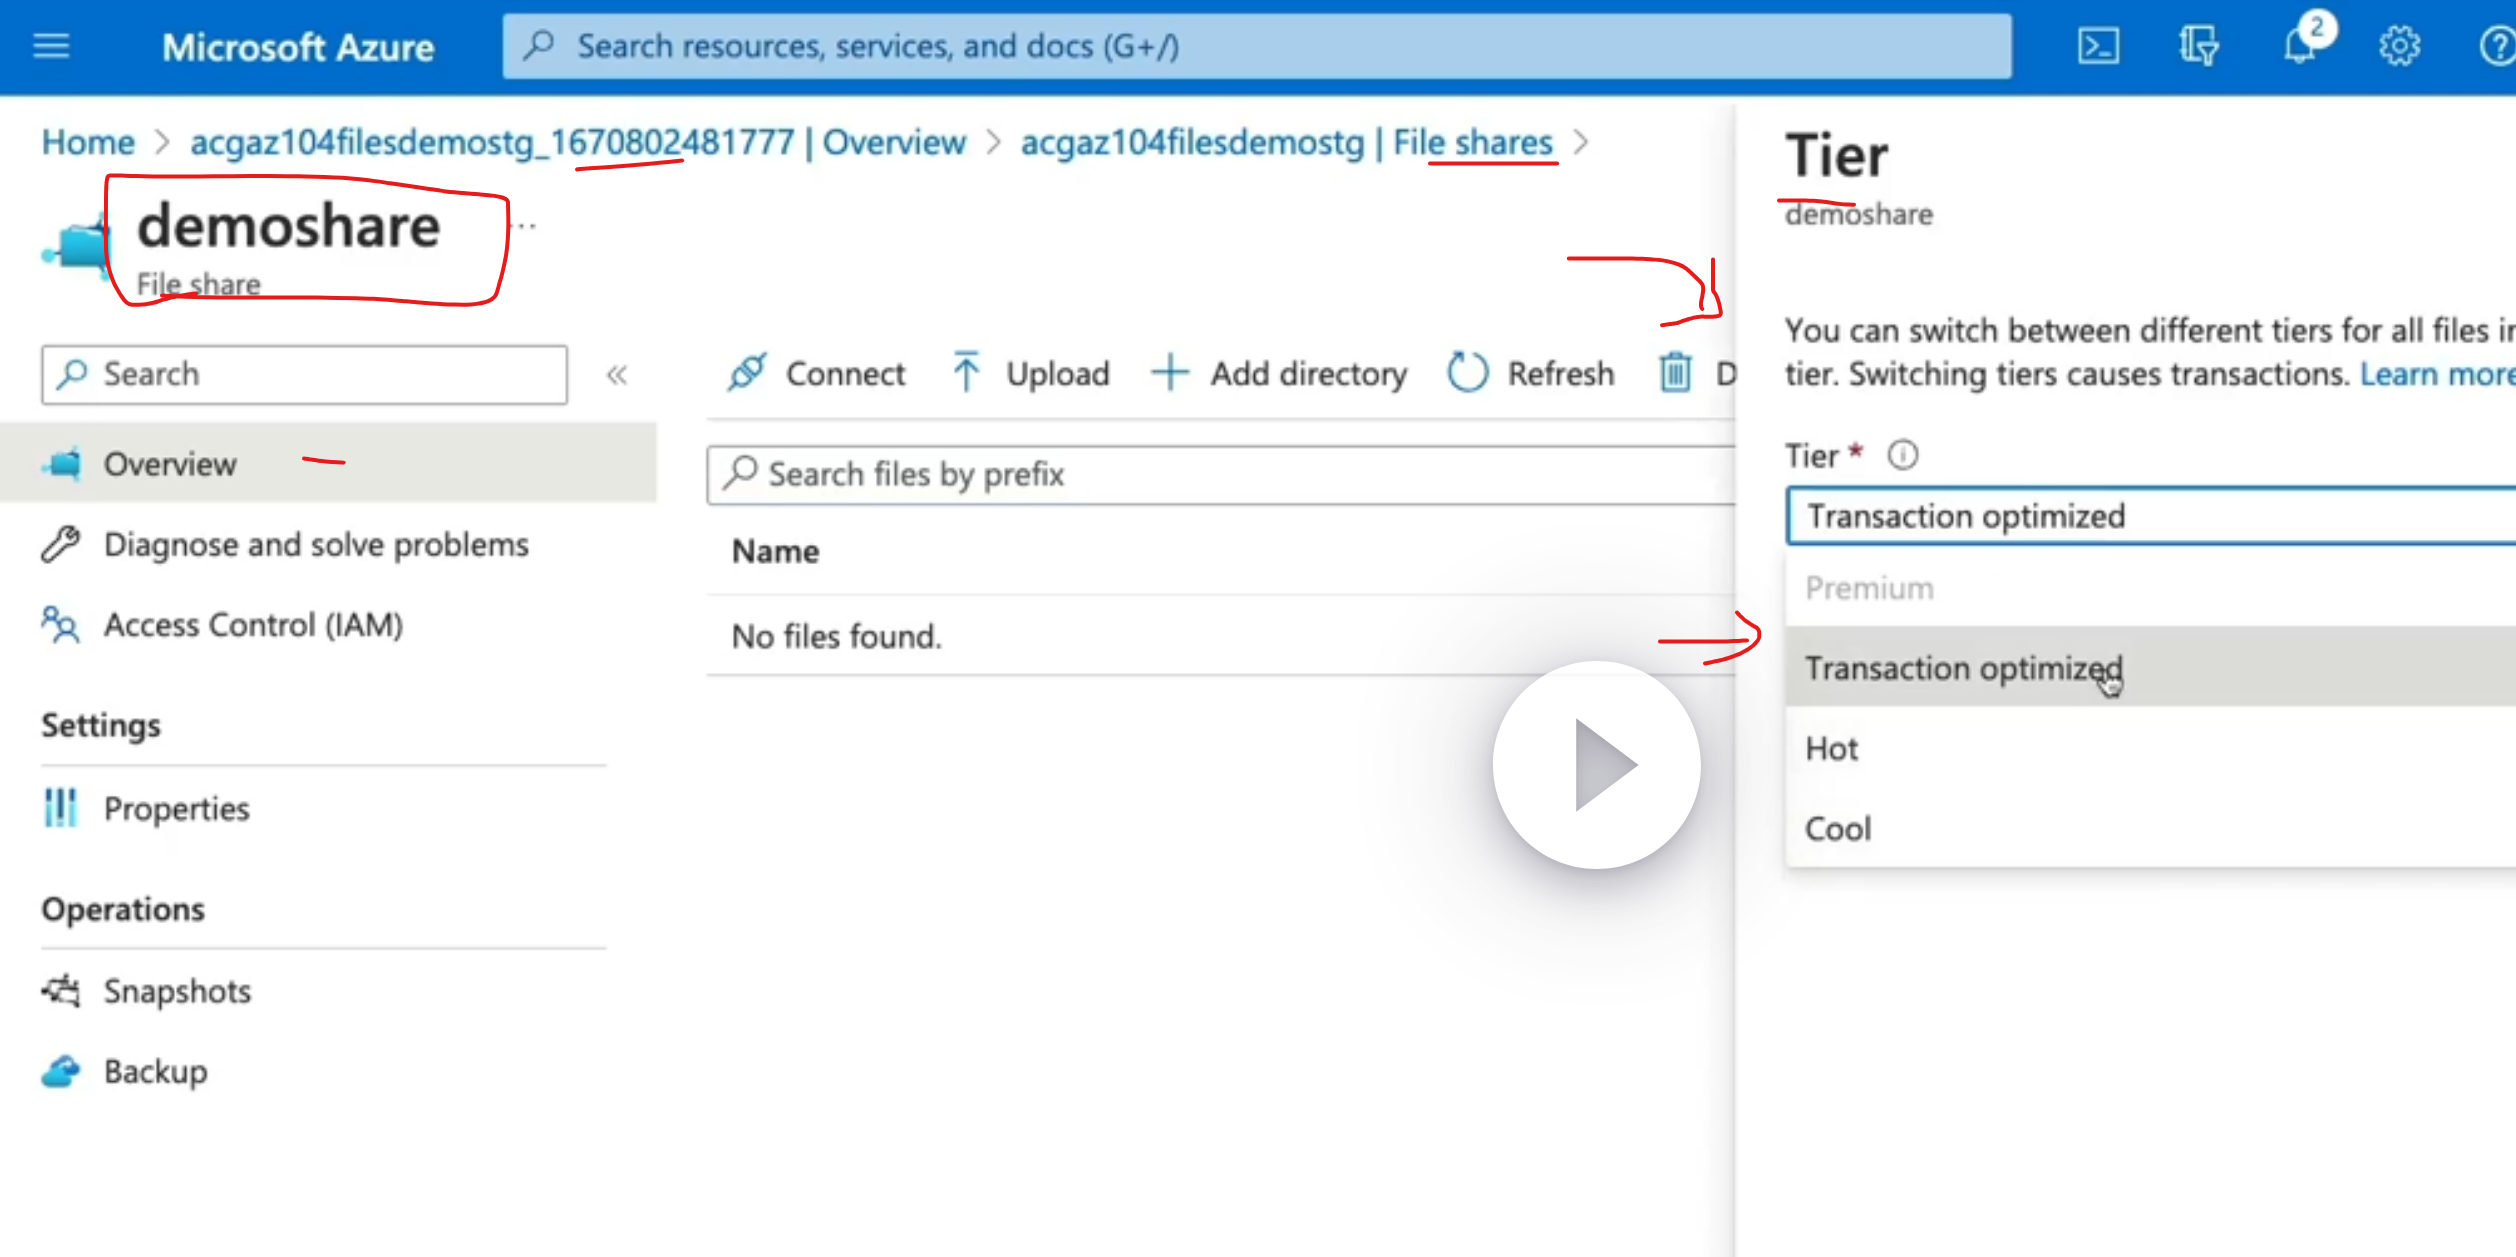 Microsoft Azure
Search resources, services, and docs (G+/)
2
Home > acgaz104filesdemostg_1670802481777 | Overview > acgaz104filesdemostg | File shares >
demoshare ...
File share
Search
Overview
Diagnose and solve problems
Access Control (IAM)
Settings
Properties
Operations
Snapshots
Backup
Connect Upload Add directory Refresh
Search files by prefix
Name
No files found.
Tier
demoshare
You can switch between different tiers for all files
tier. Switching tiers causes transactions. Learn more
Tier *
Transaction optimized
Premium
Transaction optimized
Hot
Cool